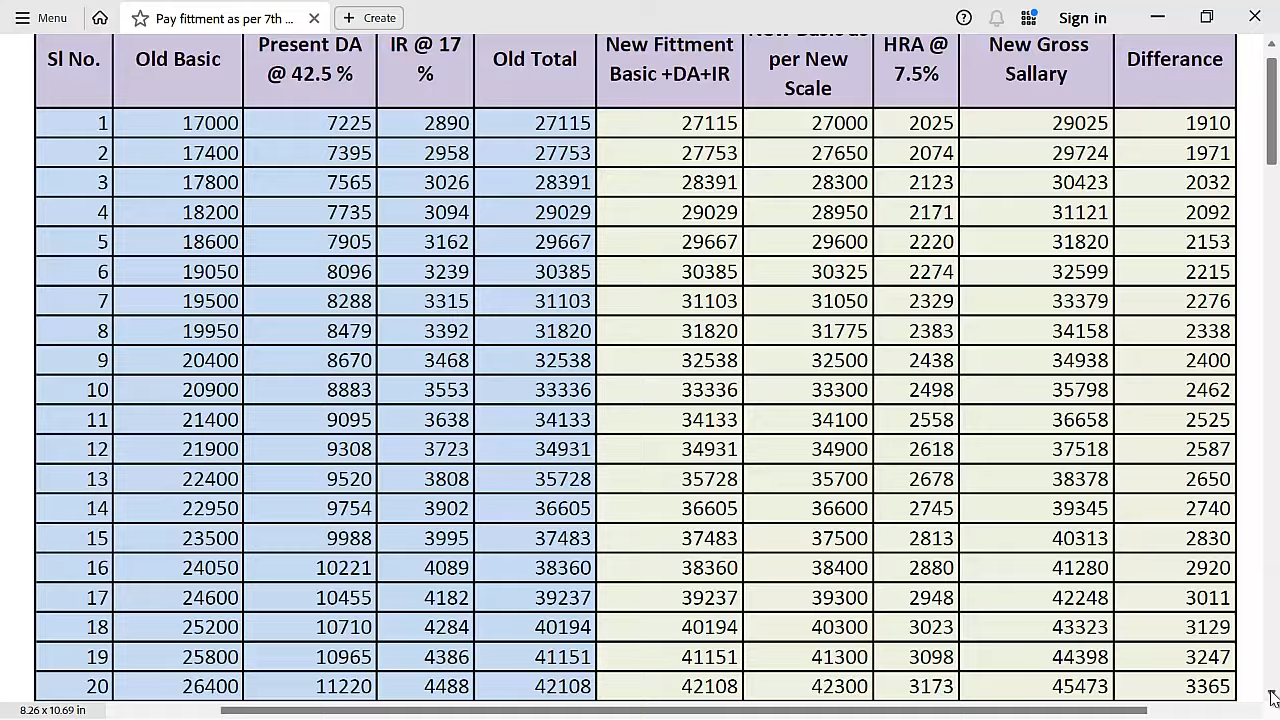 Menu
Pay fittment as per 7th ...
Create
Sign in
Sl No. Old Basic Present DA @ 42.5 % IR @ 17 % Old Total New Fittment Basic +DA+IR per New Scale HRA @ 7.5% New Gross Sallary Differance
1 17000 7225 2890 27115 27115 27000 2025 29025 1910
2 17400 7395 2958 27753 27753 27650 2074 29724 1971
3 17800 7565 3026 28391 28391 28300 2123 30423 2032
4 18200 7735 3094 29029 29029 28950 2171 31121 2092
5 18600 7905 3162 29667 29667 29600 2220 31820 2153
6 19050 8096 3239 30385 30385 30325 2274 32599 2215
7 19500 8288 3315 31103 31103 31050 2329 33379 2276
8 19950 8479 3392 31820 31820 31775 2383 34158 2338
9 20400 8670 3468 32538 32538 32500 2438 34938 2400
10 20900 8883 3553 33336 33336 33300 2498 35798 2462
11 21400 9095 3638 34133 34133 34100 2558 36658 2525
12 21900 9308 3723 34931 34931 34900 2618 37518 2587
13 22400 9520 3808 35728 35728 35700 2678 38378 2650
14 22950 9754 3902 36605 36605 36600 2745 39345 2740
15 23500 9988 3995 37483 37483 37500 2813 40313 2830
16 24050 10221 4089 38360 38360 38400 2880 41280 2920
17 24600 10455 4182 39237 39237 39300 2948 42248 3011
18 25200 10710 4284 40194 40194 40300 3023 43323 3129
19 25800 10965 4386 41151 41151 41300 3098 44398 3247
20 26400 11220 4488 42108 42108 42300 3173 45473 3365
8.26 x 10.69 in